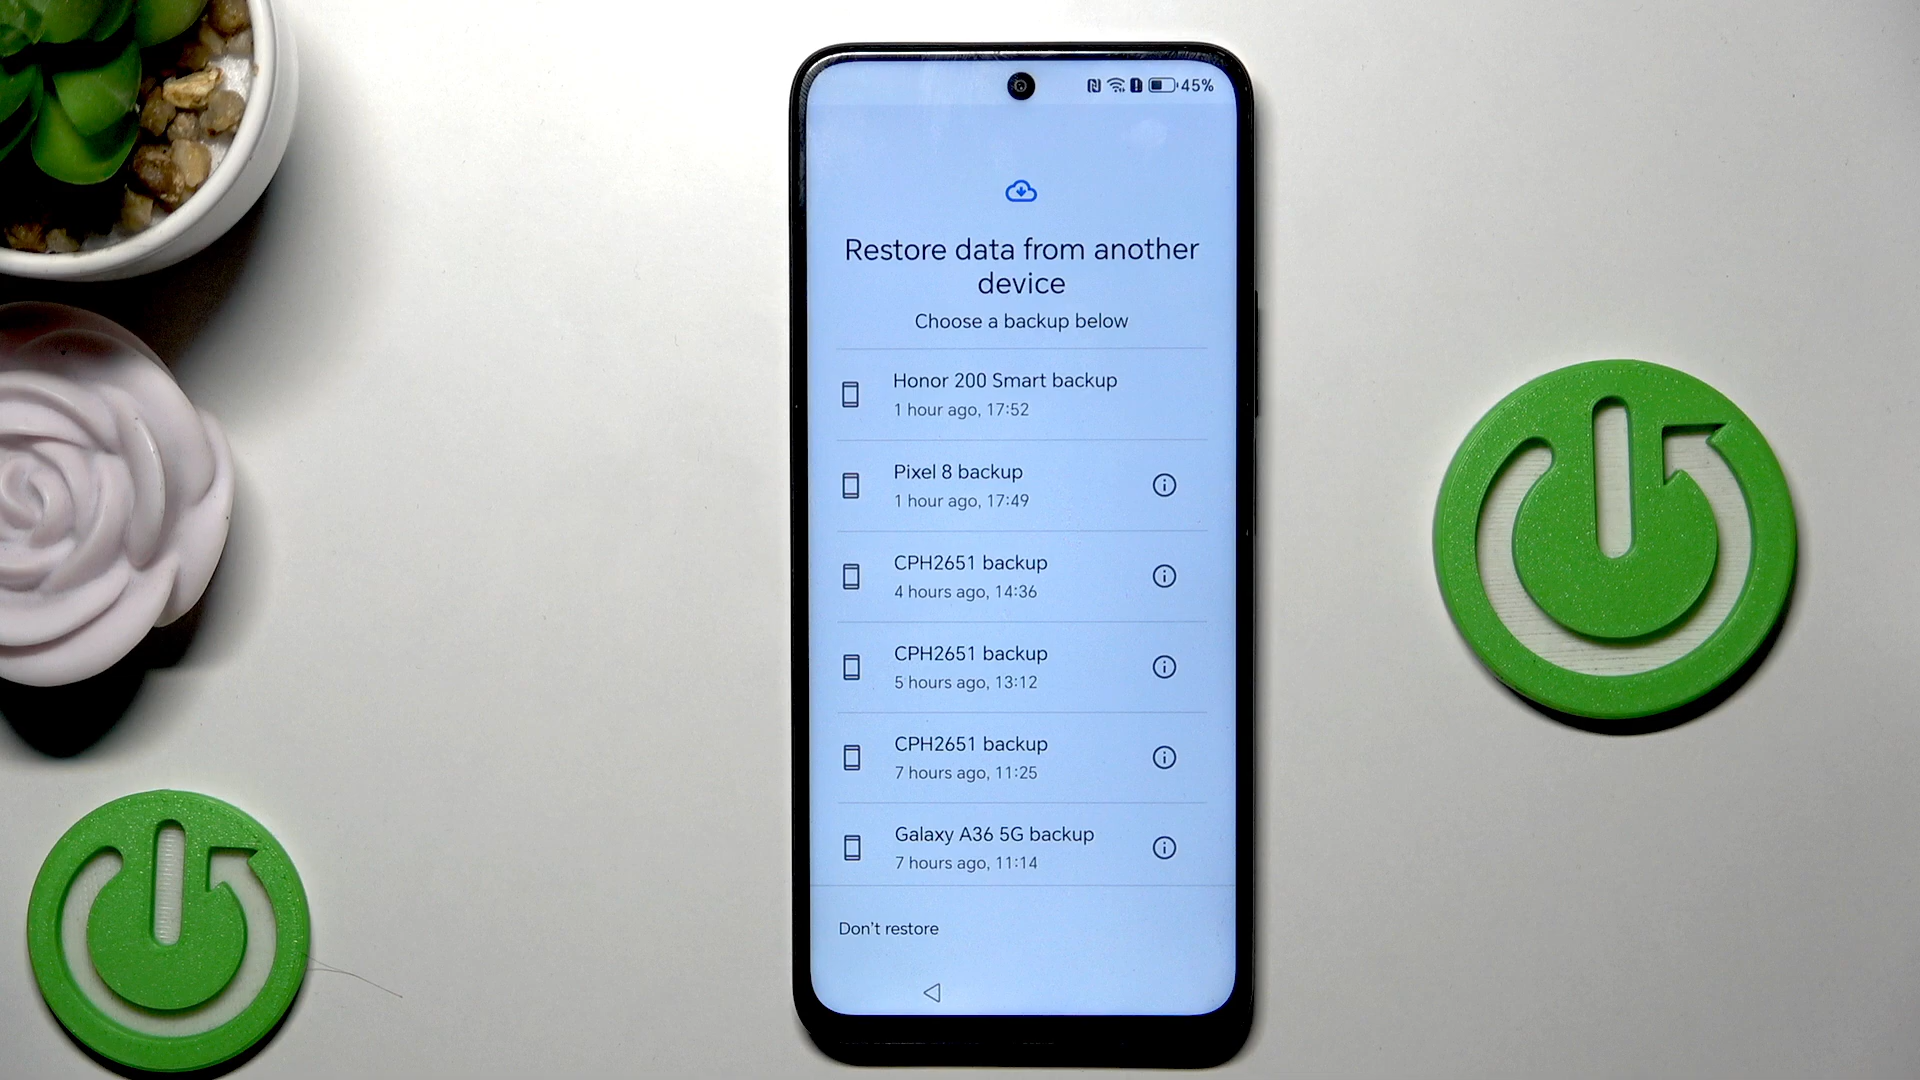 45%
Restore data from another
device
Choose a backup below
Honor 200 Smart backup
1 hour ago, 17:52
Pixel 8 backup
1 hour ago, 17:49
CPH2651 backup
4 hours ago, 14:36
CPH2651 backup
5 hours ago, 13:12
CPH2651 backup
7 hours ago, 11:25
Galaxy A36 5G backup
7 hours ago, 11:14
Don't restore